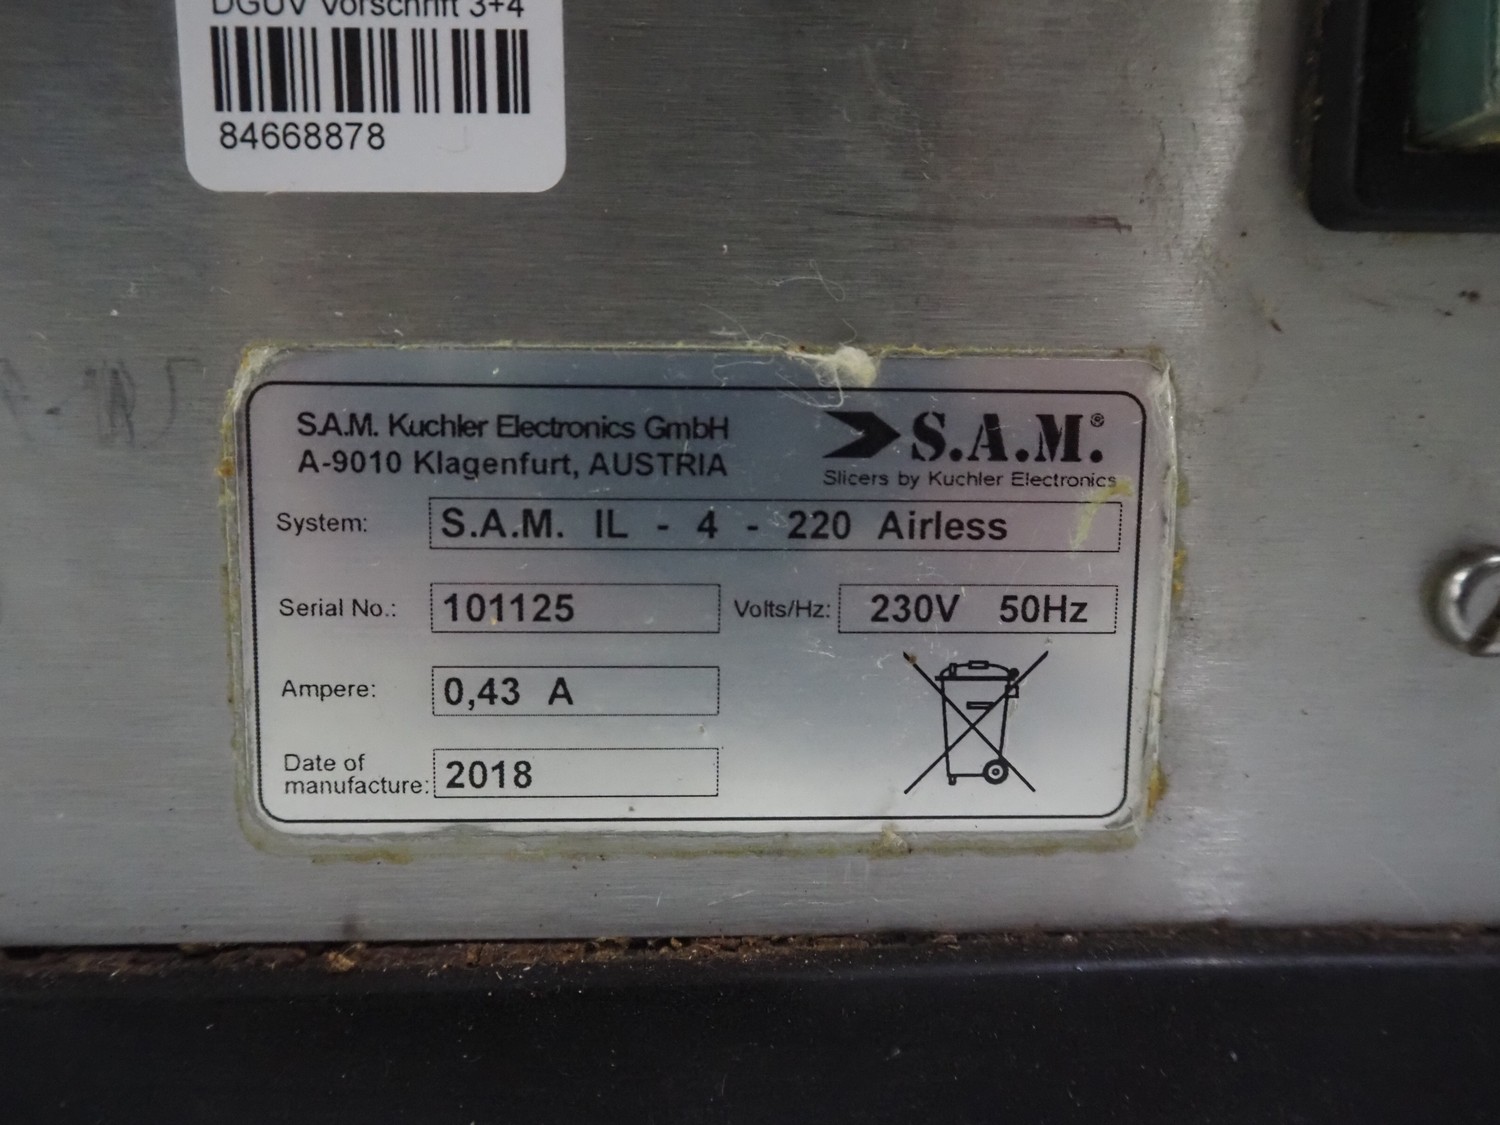 DGUV Vorschrift 3+4
84668878
S.A.M. Kuchler Electronics GmbH
A-9010 Klagenfurt, AUSTRIA
S.A.M.®
Slicers by Kuchler Electronics
System: S.A.M. IL - 4 - 220 Airless
Serial No.: 101125 Volts/Hz: 230V 50Hz
Ampere: 0,43 A
Date of
manufacture: 2018